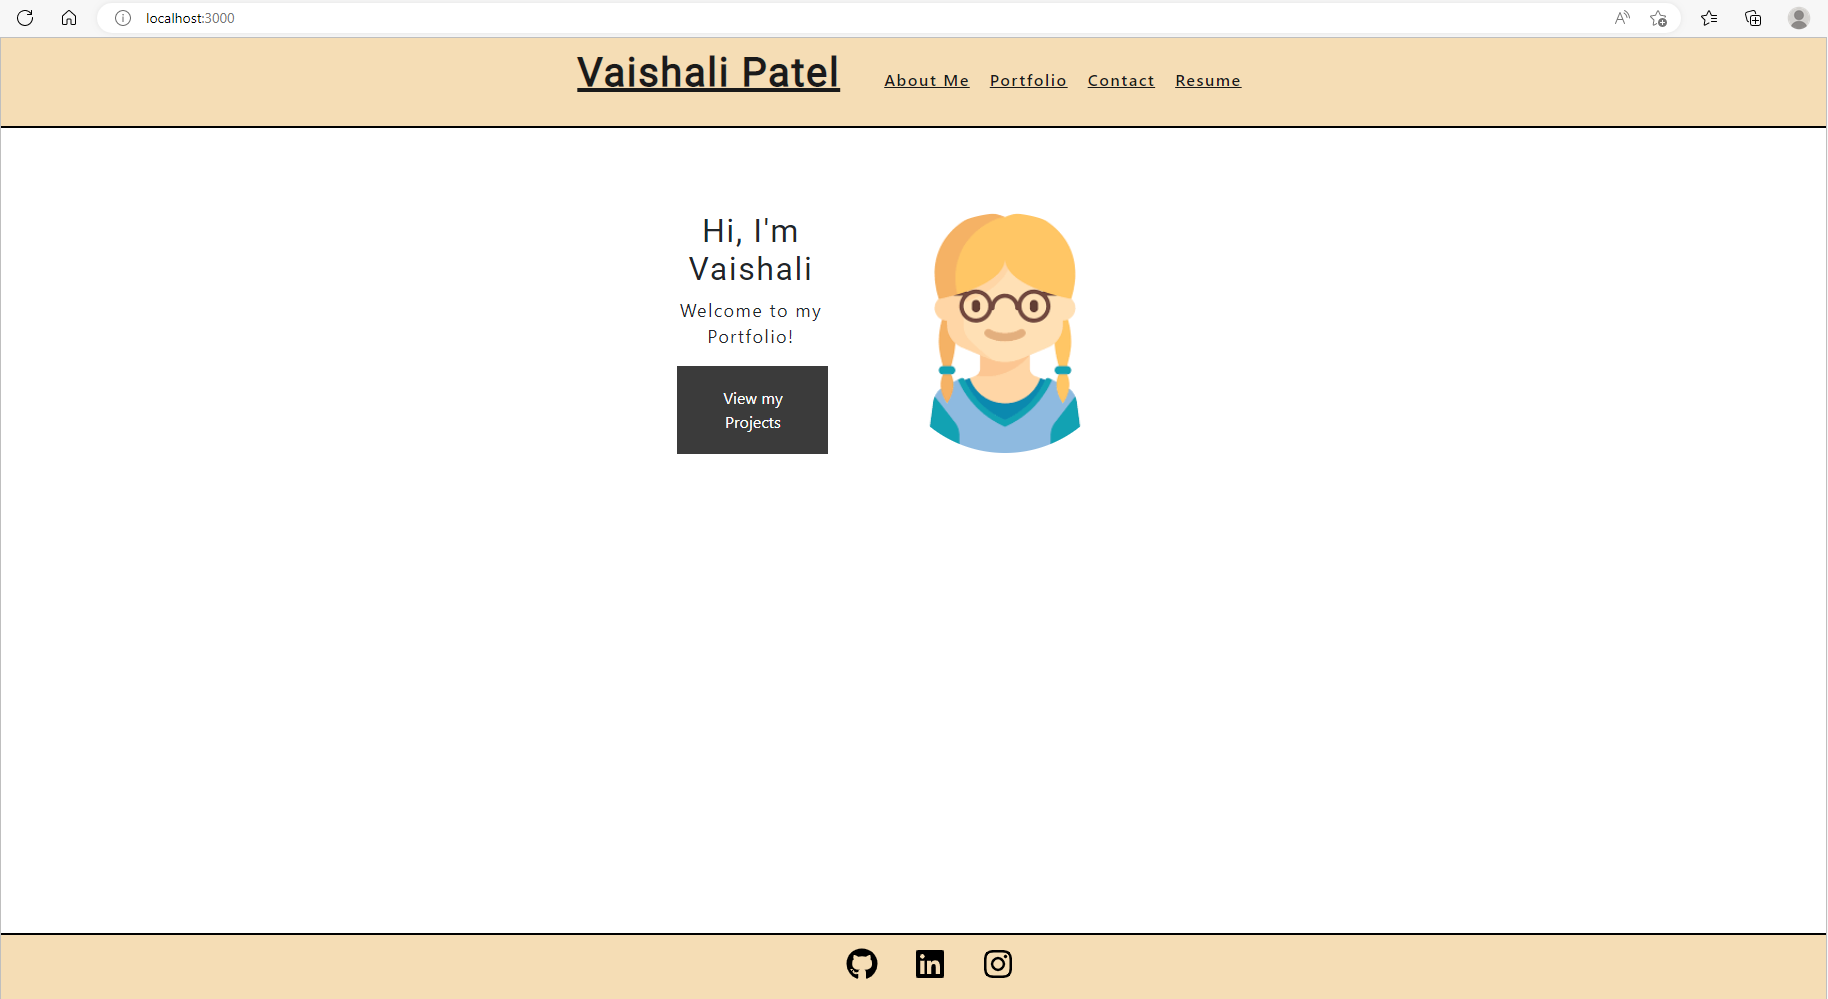 localhost:3000
Vaishali Patel
About Me Portfolio Contact Resume
Hi, I'm
Vaishali
Welcome to my
Portfolio!
View my
Projects